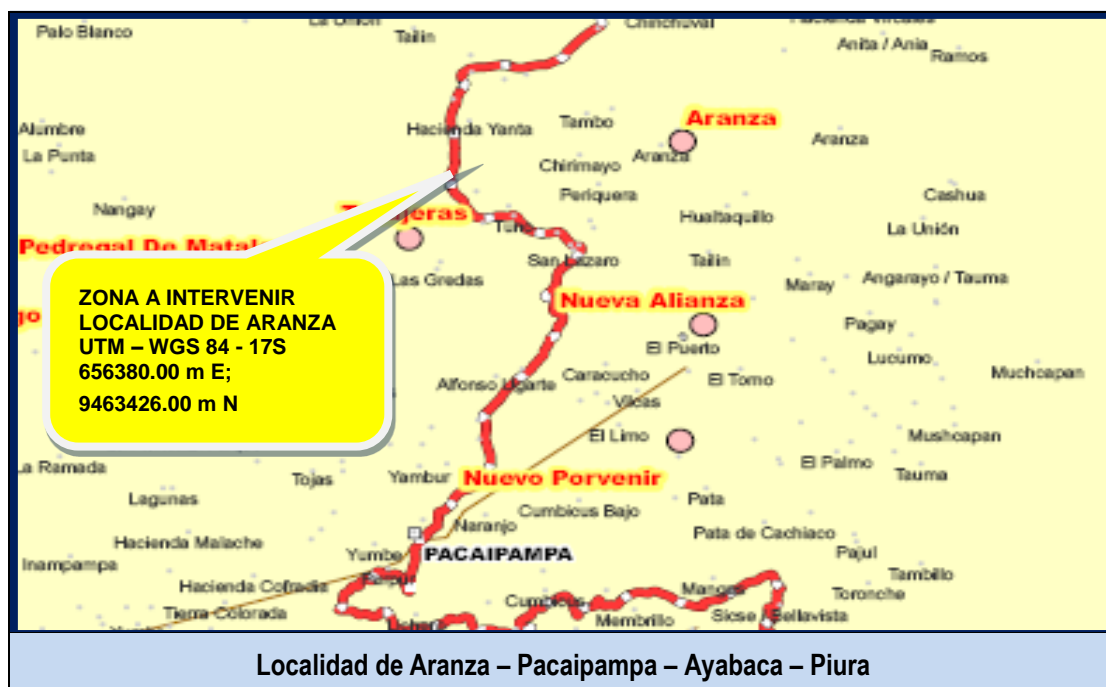 Palo Blanco
Tailin
Chinchuval
Anita / Ania
Ramos
Alumbre
La Punta
Hacienda Yanta
Tambo
Aranza
Aranza
Aranza
Chirimayo
Periquera
Cashua
Nangay
Hualtaquillo
La Unión
Pedregal De
San Lazaro
Tailin
Las Gredas
Maray
Angarayo / Tauma
Nueva Alianza
ZONA A INTERVENIR
LOCALIDAD DE ARANZA
UTM – WGS 84 - 17S
656380.00 m E;
9463426.00 m N
Pagay
El Puerto
Lucumo
Muchcapan
Alfonso Ugarte
Caracucho
El Tomo
Vilcas
El Limo
Mushcapan
La Ramada
Tojas
Yambur
Nuevo Porvenir
El Palmo
Tauma
Lagunas
Pata
Cumbicus Bajo
Naranjo
Pata de Cachiaco
Hacienda Malache
Yumbe
PACAIPAMPA
Pajul
Inampampa
Tambillo
Hacienda Cofradia
Mangas
Toronche
Cumbicus
Tierra Colorada
Membrillo
Sicse / Bellavista
Localidad de Aranza – Pacaipampa – Ayabaca – Piura